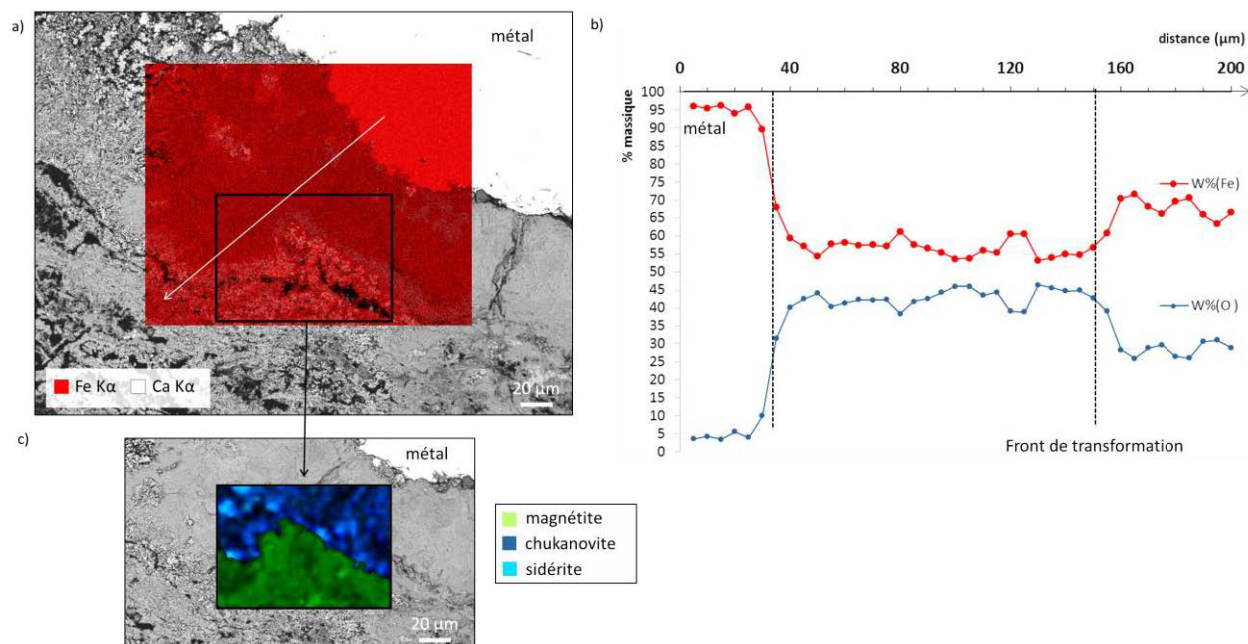 a)
métal
Fe Kα
Ca Kα
20 µm
b)
distance (µm)
0 40 80 120 160 200
100
95
90
85
80
75
70
65
60
55
50
45
40
35
30
25
20
15
10
5
0
% massique
métal
W%(Fe)
W%(O)
Front de transformation
c)
métal
20 µm
magnétite
chukanovite
sidérite